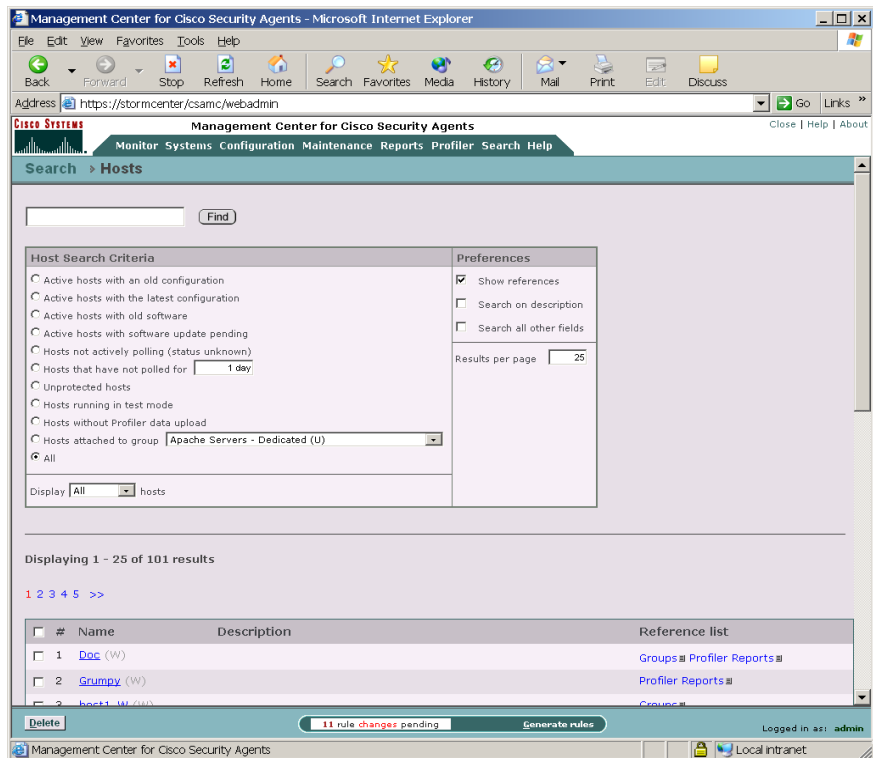 Management Center for Cisco Security Agents - Microsoft Internet Explorer
File Edit View Favorites Tools Help
Back Forward Stop Refresh Home Search Favorites Media History Mail Print Edit Discuss
Address https://stormcenter/csamc/webadmin Go Links »
CISCO SYSTEMS Management Center for Cisco Security Agents Close | Help | About
Monitor Systems Configuration Maintenance Reports Profiler Search Help
Search > Hosts
Find
Host Search Criteria Preferences
Active hosts with an old configuration Show references
Active hosts with the latest configuration Search on description
Active hosts with old software Search all other fields
Active hosts with software update pending
Hosts not actively polling (status unknown) Results per page 25
Hosts that have not polled for 1 day
Unprotected hosts
Hosts running in test mode
Hosts without Profiler data upload
Hosts attached to group Apache Servers - Dedicated (U)
All
Display All hosts
Displaying 1 - 25 of 101 results
1 2 3 4 5 >>
# Name Description Reference list
1 Doc (W) Groups Profiler Reports
2 Grumpy (W) Profiler Reports
3 host1_W (W) Groups
Delete 11 rule changes pending Generate rules Logged in as: admin
Management Center for Cisco Security Agents Local intranet